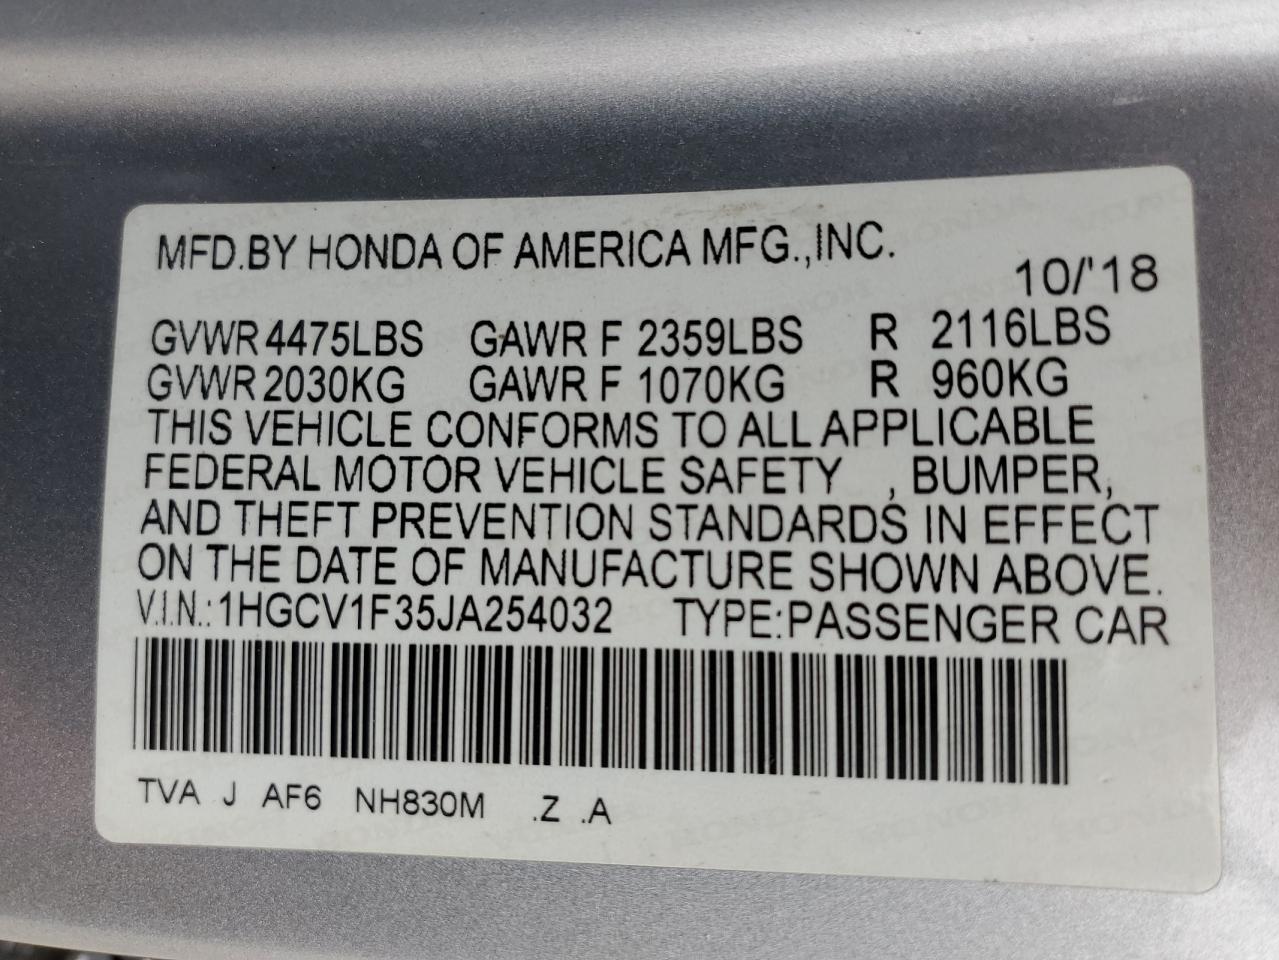 MFD.BY HONDA OF AMERICA MFG.,INC.
10/'18
GVWR 4475LBS GAWR F 2359LBS R 2116LBS
GVWR 2030KG GAWR F 1070KG R 960KG
THIS VEHICLE CONFORMS TO ALL APPLICABLE
FEDERAL MOTOR VEHICLE SAFETY , BUMPER,
AND THEFT PREVENTION STANDARDS IN EFFECT
ON THE DATE OF MANUFACTURE SHOWN ABOVE.
V.I.N.:1HGCV1F35JA254032 TYPE:PASSENGER CAR
TVA J AF6 NH830M .Z .A